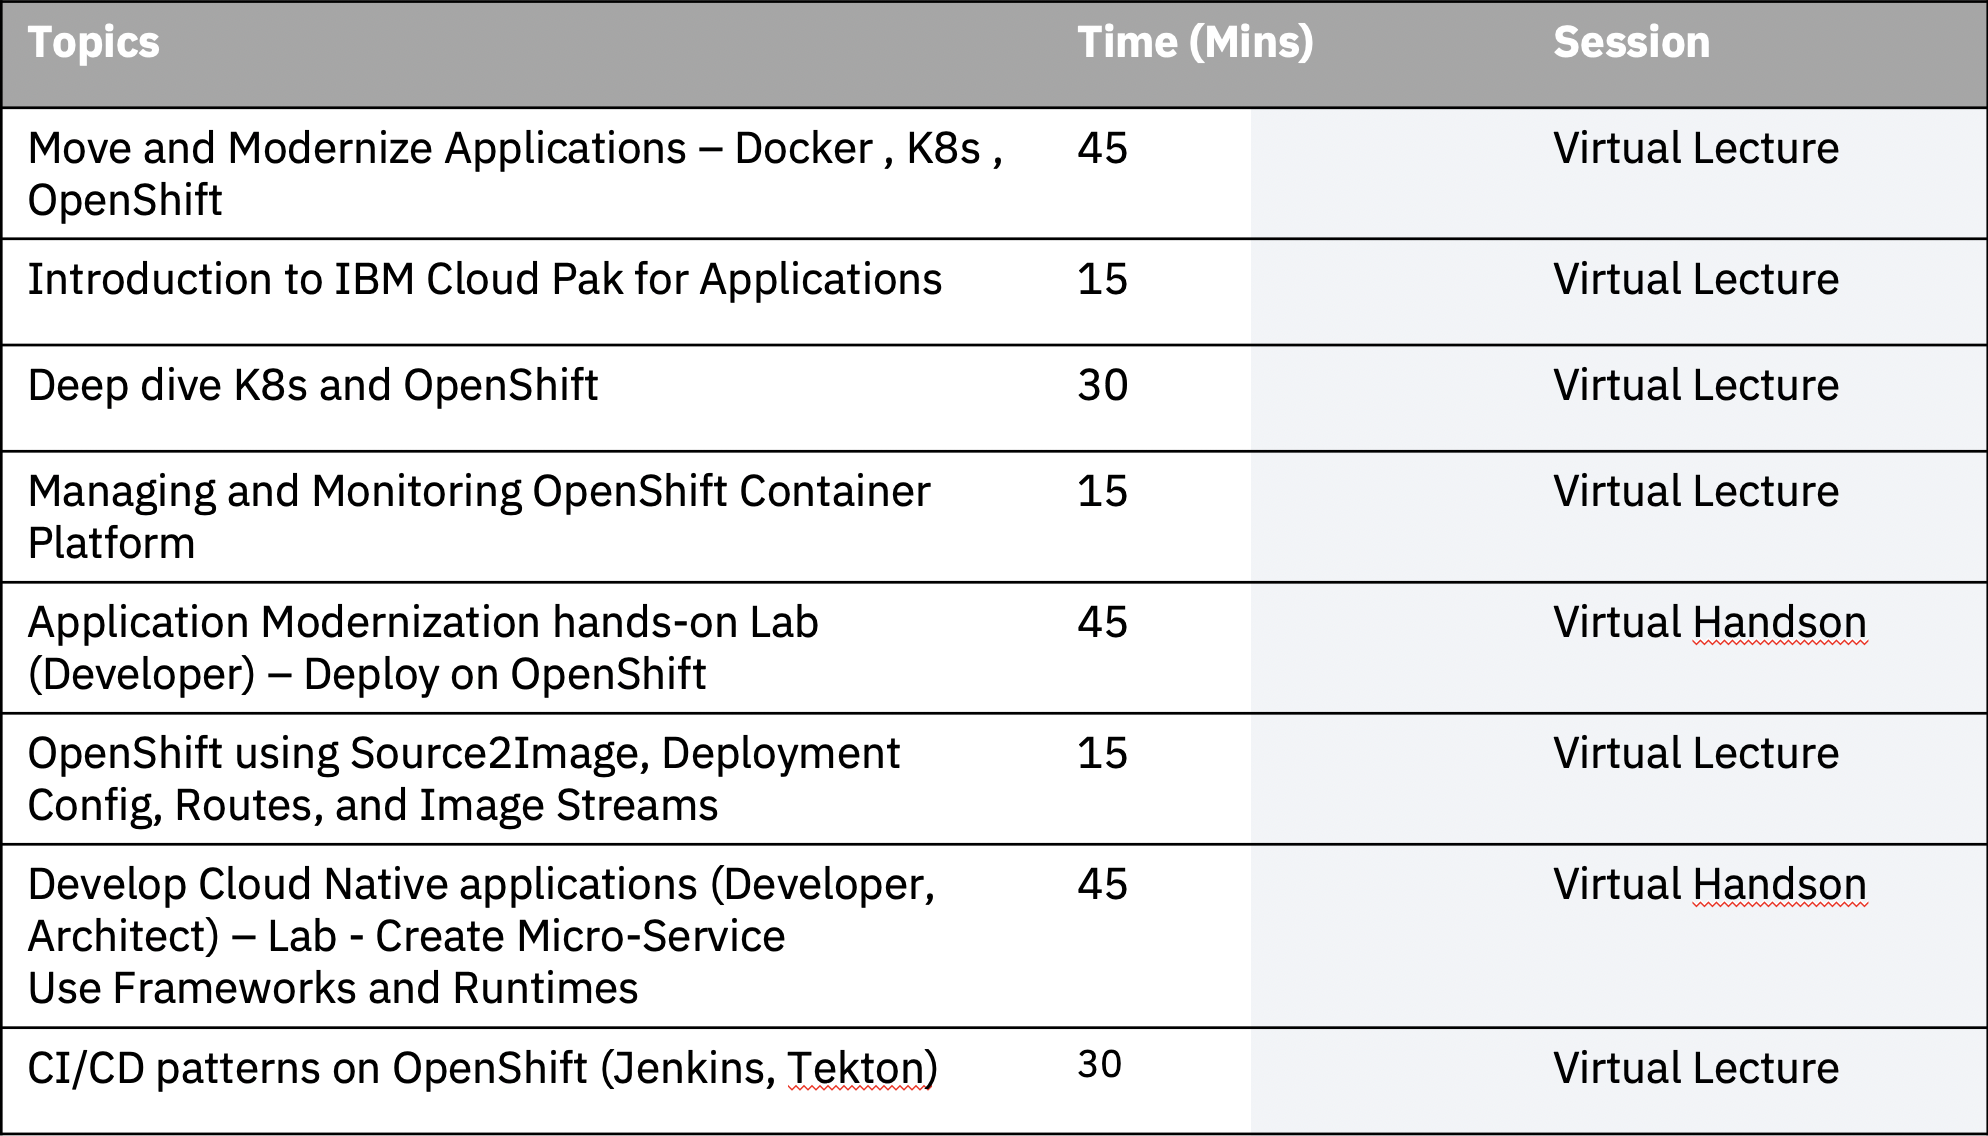 Topics Time (Mins) Session
Move and Modernize Applications – Docker , K8s , 45 Virtual Lecture
OpenShift
Introduction to IBM Cloud Pak for Applications 15 Virtual Lecture
Deep dive K8s and OpenShift 30 Virtual Lecture
Managing and Monitoring OpenShift Container 15 Virtual Lecture
Platform
Application Modernization hands-on Lab 45 Virtual Handson
(Developer) – Deploy on OpenShift
OpenShift using Source2Image, Deployment 15 Virtual Lecture
Config, Routes, and Image Streams
Develop Cloud Native applications (Developer, 45 Virtual Handson
Architect) – Lab - Create Micro-Service
Use Frameworks and Runtimes
CI/CD patterns on OpenShift (Jenkins, Tekton) 30 Virtual Lecture